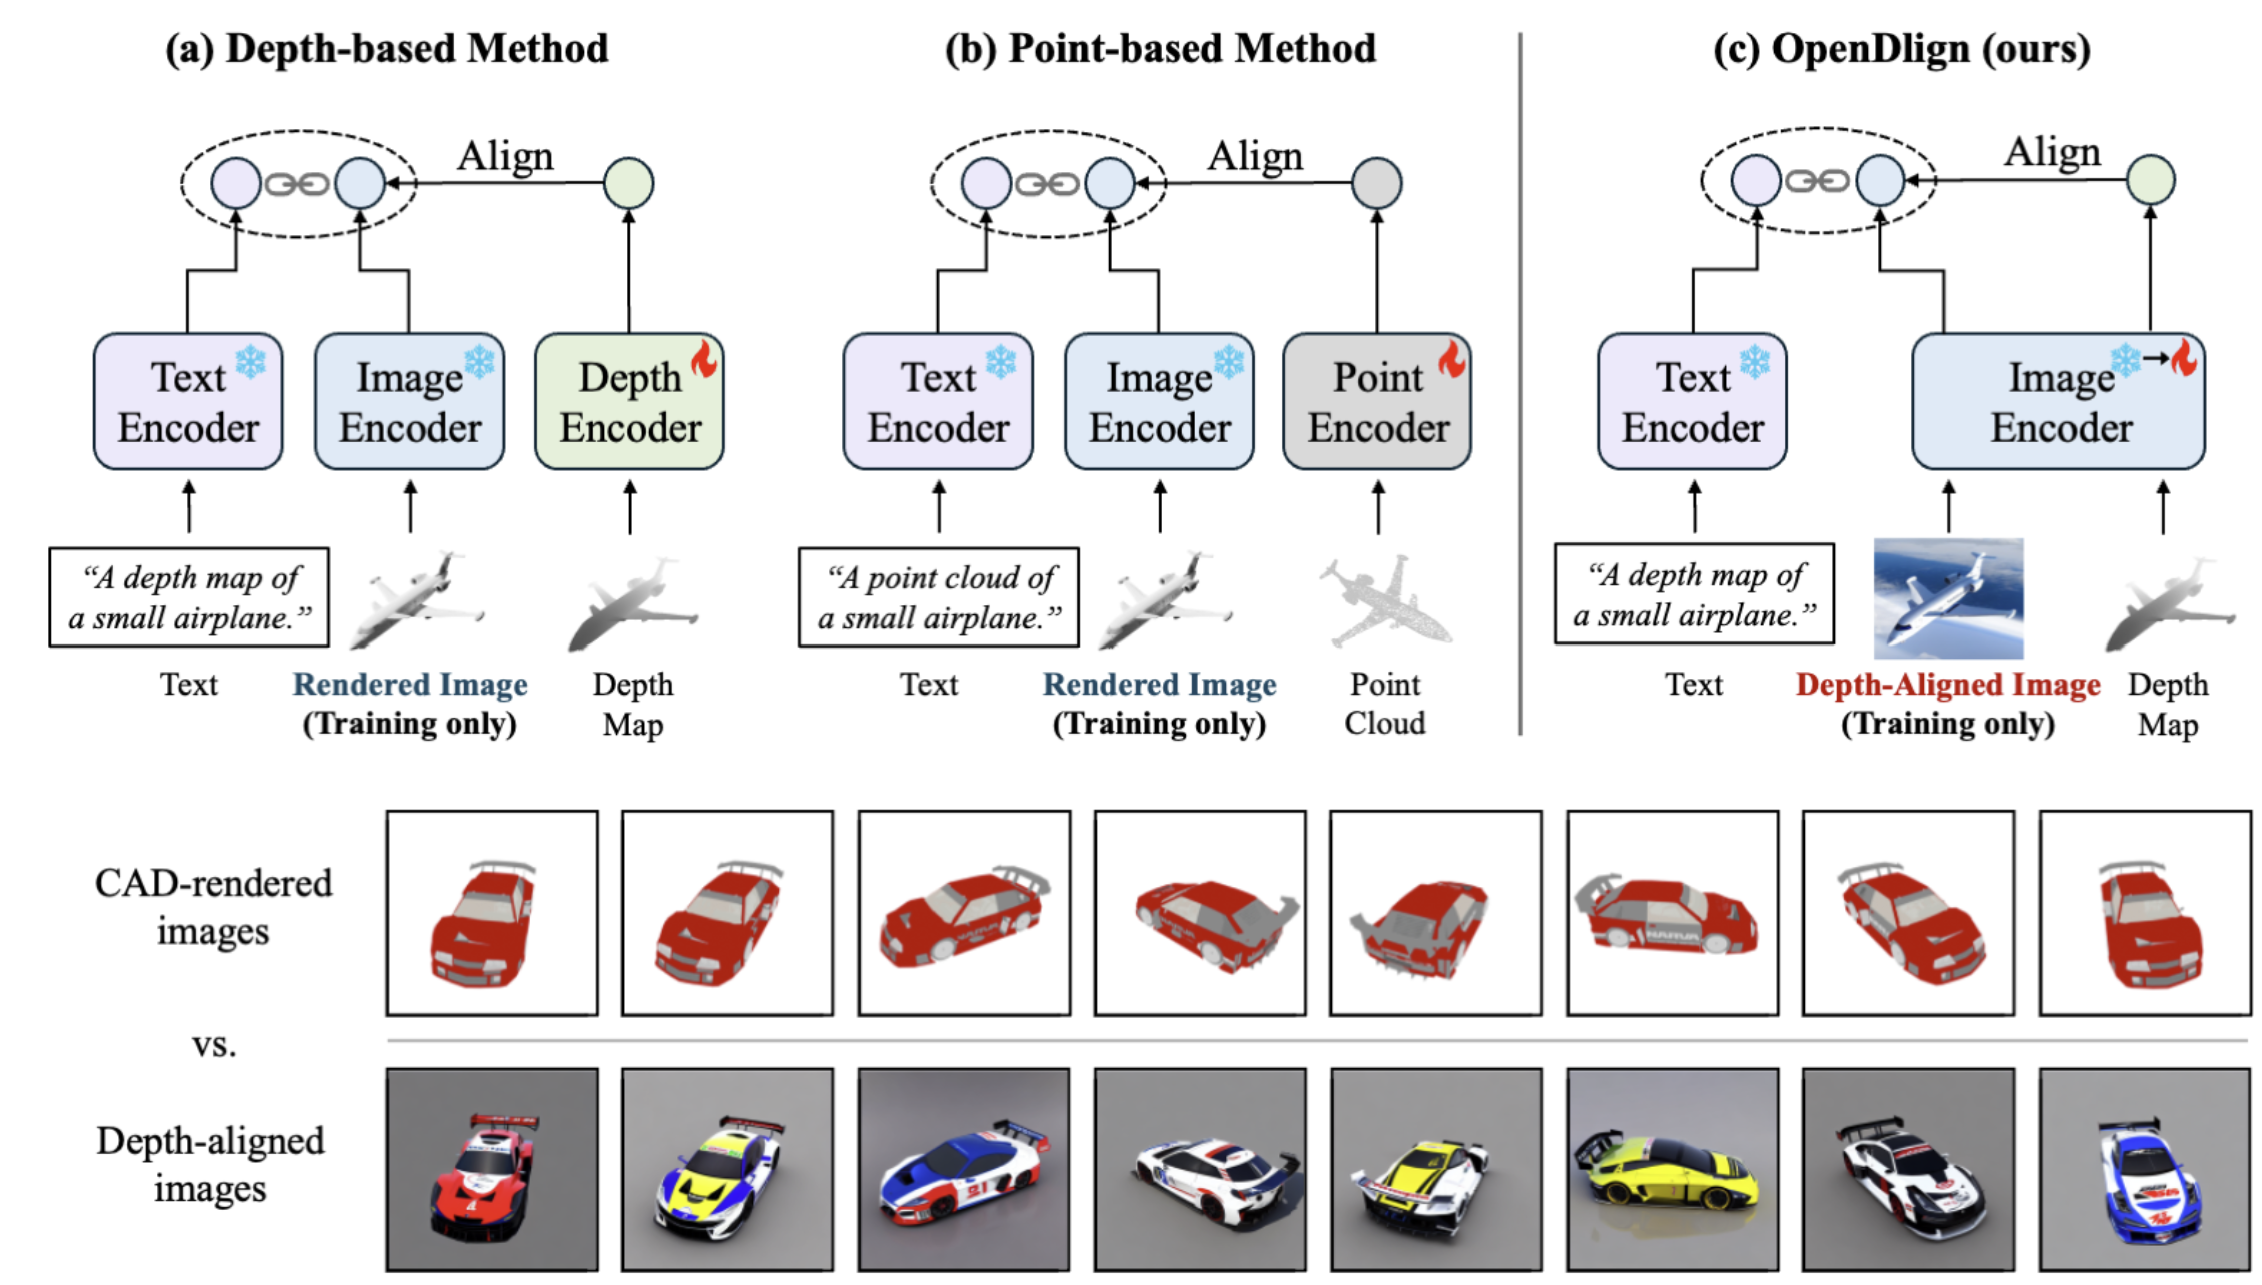 (a) Depth-based Method
Align
Text
Encoder
Image
Encoder
Depth
Encoder
“A depth map of
a small airplane.”
Text
Rendered Image
(Training only)
Depth
Map
(b) Point-based Method
Align
Text
Encoder
Image
Encoder
Point
Encoder
“A point cloud of
a small airplane.”
Text
Rendered Image
(Training only)
Point
Cloud
(c) OpenDlign (ours)
Align
Text
Encoder
Image
Encoder
“A depth map of
a small airplane.”
Text
Depth-Aligned Image
(Training only)
Depth
Map
CAD-rendered
images
vs.
Depth-aligned
images